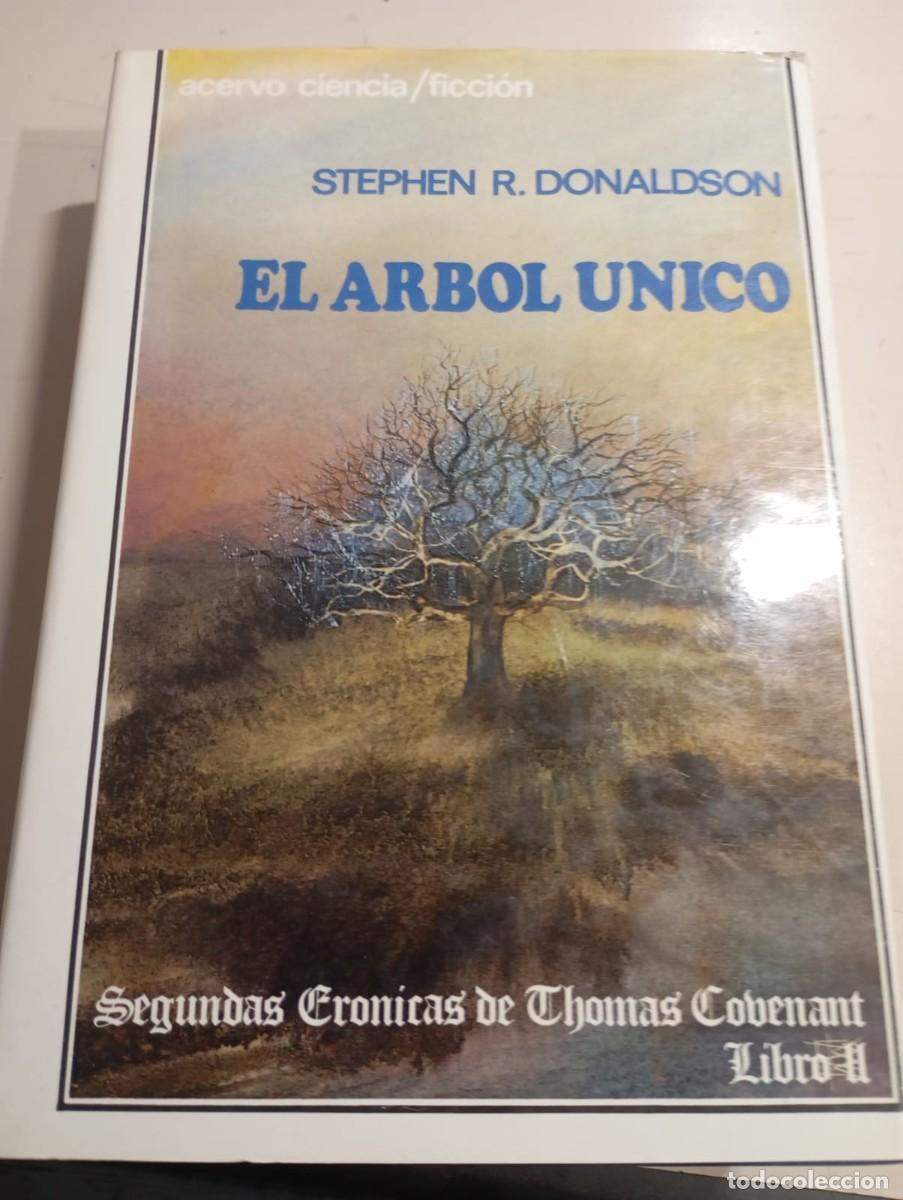 acervo ciencia/ficción
STEPHEN R. DONALDSON
EL ARBOL UNICO
Segundas Cronicas de Thomas Covenant
Libro II
todocoleccion